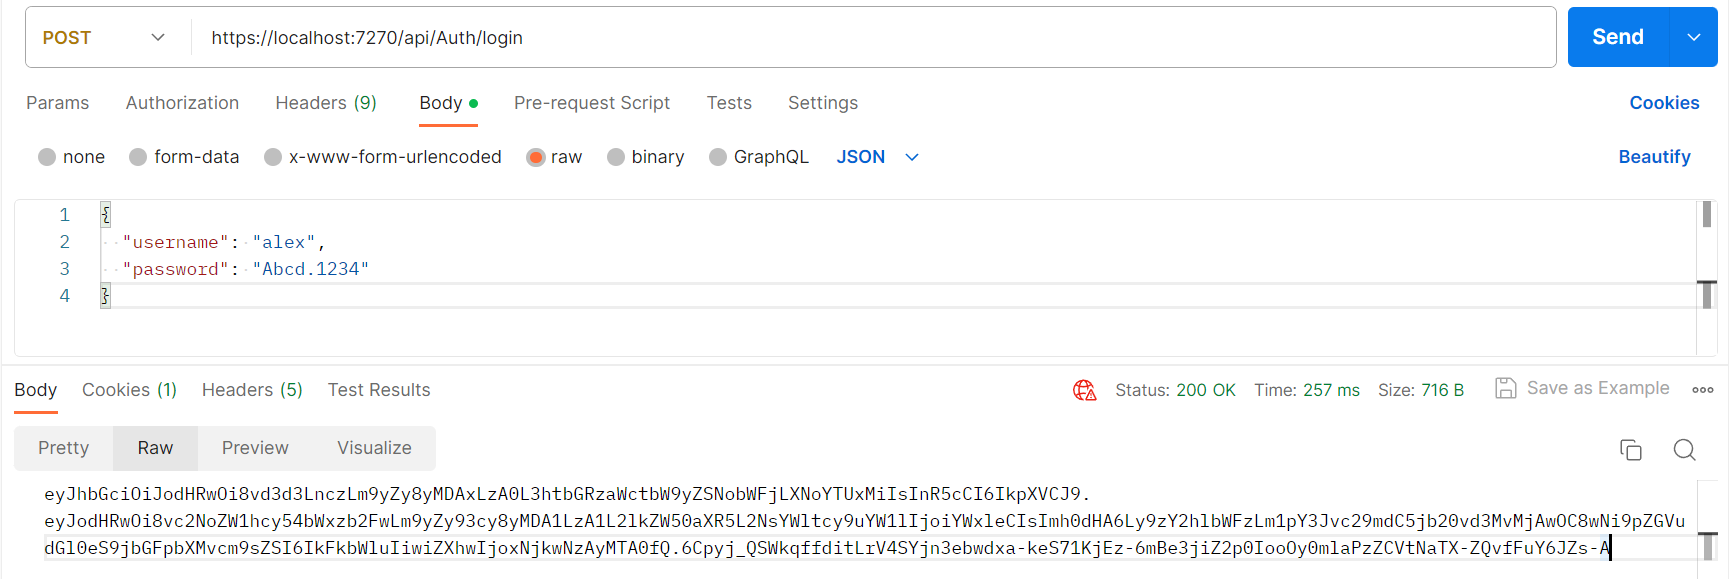 POST https://localhost:7270/api/Auth/login Send
Params Authorization Headers (9) Body Pre-request Script Tests Settings Cookies
none form-data x-www-form-urlencoded raw binary GraphQL JSON Beautify
1 {
2 "username": "alex",
3 "password": "Abcd.1234"
4 }
Body Cookies (1) Headers (5) Test Results Status: 200 OK Time: 257 ms Size: 716 B Save as Example
Pretty Raw Preview Visualize
eyJhbGciOiJodHRwOi8vd3d3LnczLm9yZy8yMDAxLzA0L3htbGRzaWctbW9yZSNobWFjLXNoYTUxMiIsInR5cCI6IkpXVCJ9.
eyJodHRwOi8vc2NoZW1hcy54bWxzb2FwLm9yZy93cy8yMDA1LzA1L2lkZW50aXR5L2NsYWltcy9uYW1lIjoiYWxleCIsImh0dHA6Ly9zY2hlbWFzLm1pY3Jvc29mdC5jb20vd3MvMjAwOC8wNi9pZGVu
dGl0eS9jbGFpbXMvcm9sZSI6IkFkbWluIiwiZXhwIjoxNjkwNzAyMTA0fQ.6Cpyj_QSWkqffditLrV4SYjn3ebwdxa-keS71KjEz-6mBe3jiZ2p0IooOy0mlaPzZCVtNaTX-ZQvfFuY6JZs-A